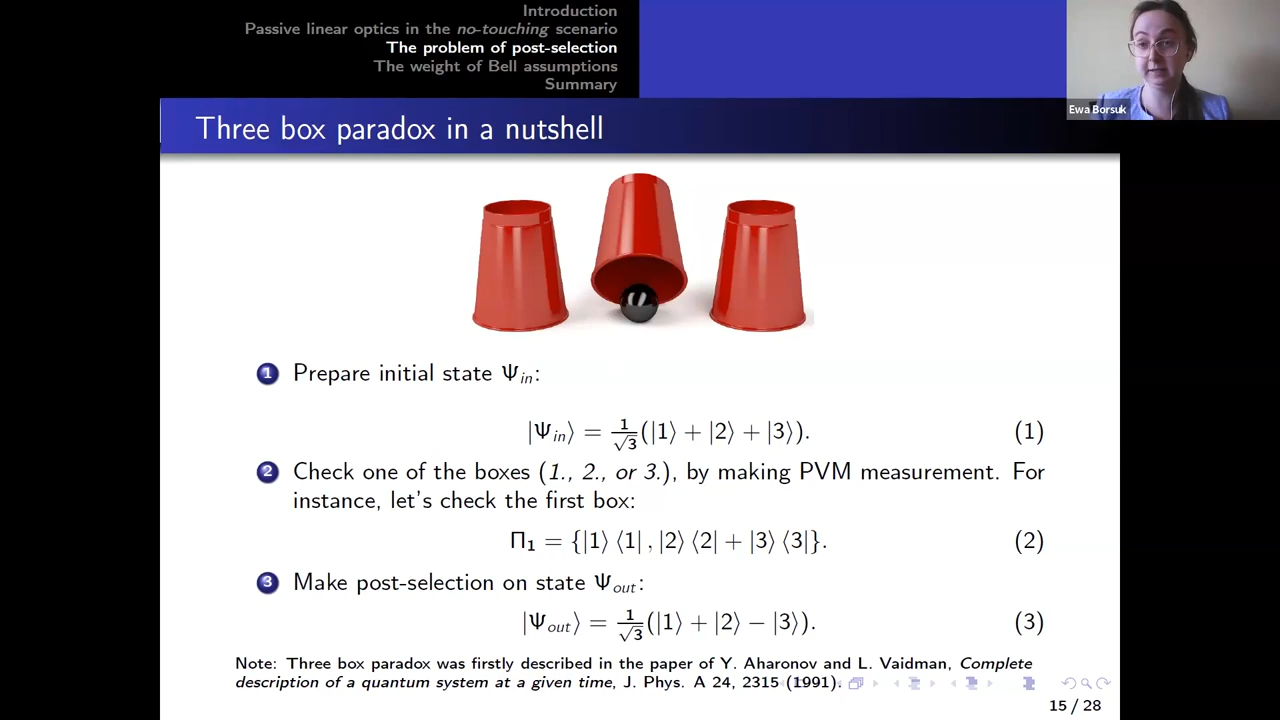 Introduction
Passive linear optics in the no-touching scenario
The problem of post-selection
The weight of Bell assumptions
Summary
Ewa Borsuk
Three box paradox in a nutshell
1 Prepare initial state Ψ_in:
|Ψ_in⟩ = 1/√3(|1⟩ + |2⟩ + |3⟩). (1)
2 Check one of the boxes (1., 2., or 3.), by making PVM measurement. For
instance, let's check the first box:
Π₁ = {|1⟩ ⟨1| , |2⟩ ⟨2| + |3⟩ ⟨3|}. (2)
3 Make post-selection on state Ψ_out:
|Ψ_out⟩ = 1/√3(|1⟩ + |2⟩ − |3⟩). (3)
Note: Three box paradox was firstly described in the paper of Y. Aharonov and L. Vaidman, Complete
description of a quantum system at a given time, J. Phys. A 24, 2315 (1991).
15 / 28